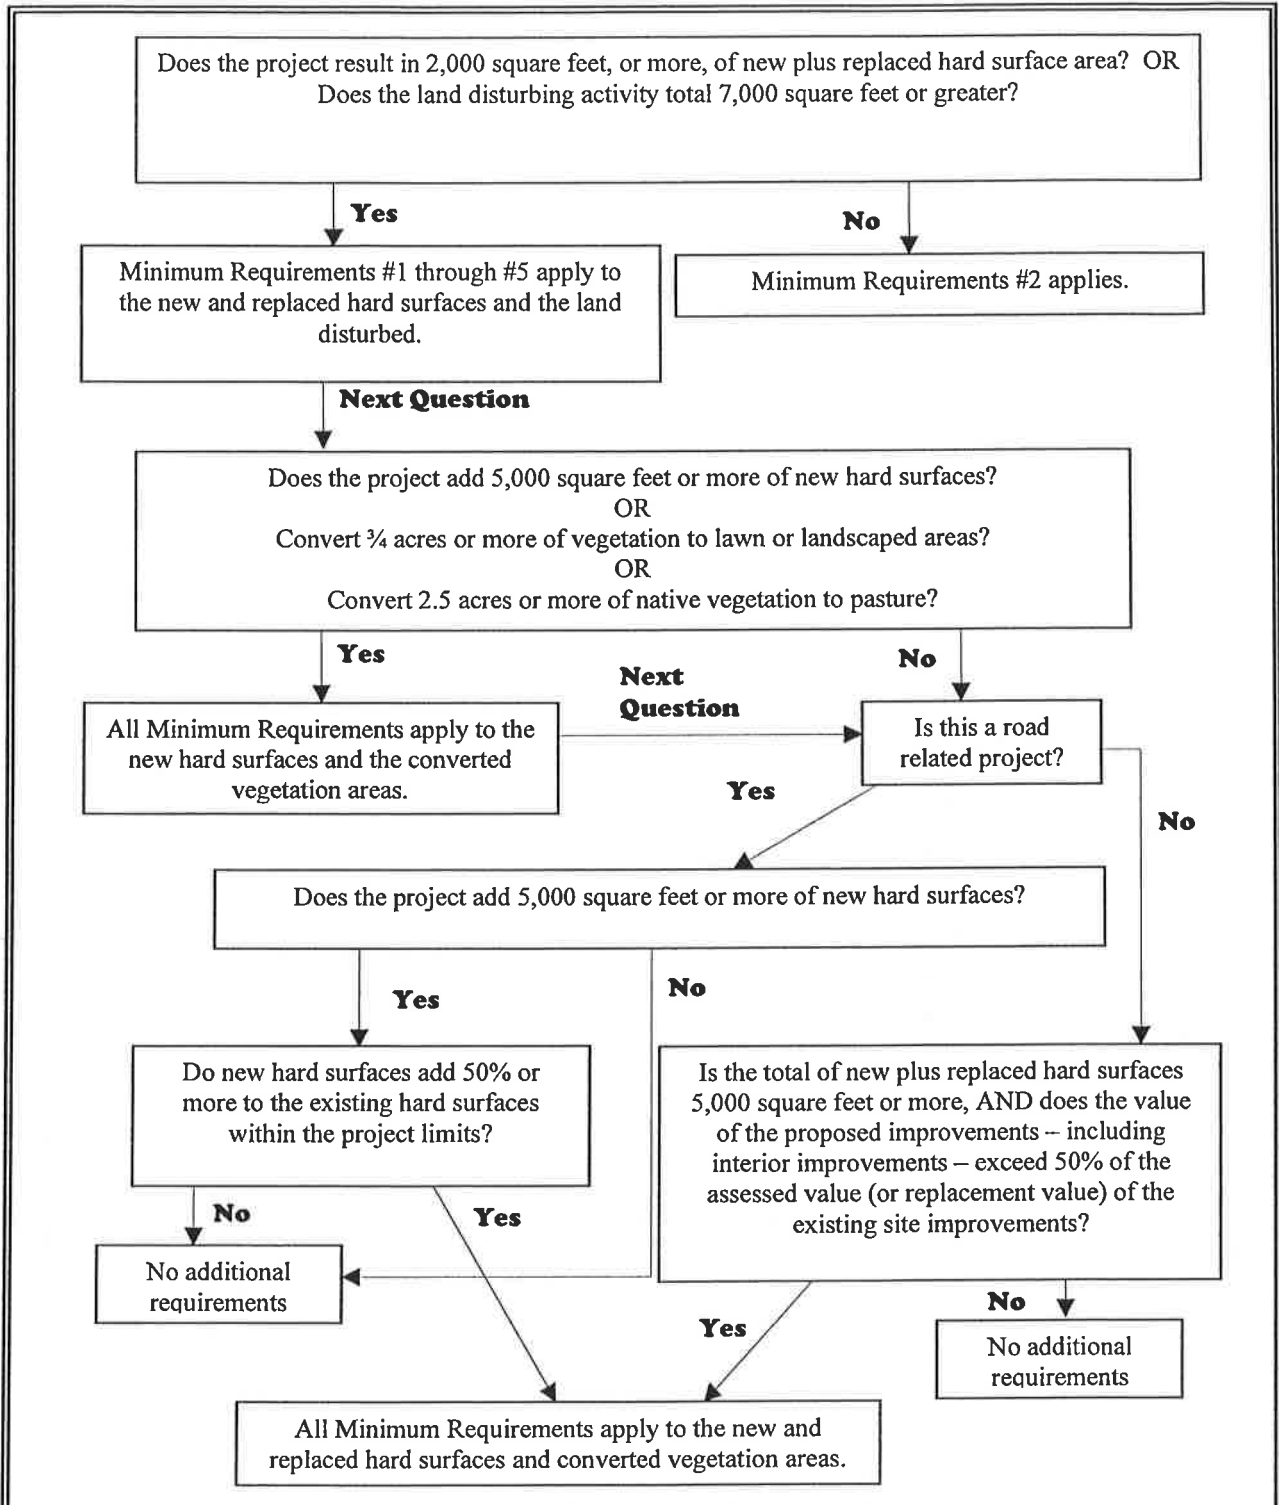 Does the project result in 2,000 square feet, or more, of new plus replaced hard surface area? OR
Does the land disturbing activity total 7,000 square feet or greater?
Yes
No
Minimum Requirements #1 through #5 apply to
the new and replaced hard surfaces and the land
disturbed.
Minimum Requirements #2 applies.
Next Question
Does the project add 5,000 square feet or more of new hard surfaces?
OR
Convert ¾ acres or more of vegetation to lawn or landscaped areas?
OR
Convert 2.5 acres or more of native vegetation to pasture?
Yes
No
Next
Question
All Minimum Requirements apply to the
new hard surfaces and the converted
vegetation areas.
Is this a road
related project?
Yes
No
Does the project add 5,000 square feet or more of new hard surfaces?
Yes
No
Do new hard surfaces add 50% or
more to the existing hard surfaces
within the project limits?
Is the total of new plus replaced hard surfaces
5,000 square feet or more, AND does the value
of the proposed improvements – including
interior improvements – exceed 50% of the
assessed value (or replacement value) of the
existing site improvements?
No
Yes
No additional
requirements
No
Yes
No additional
requirements
All Minimum Requirements apply to the new and
replaced hard surfaces and converted vegetation areas.